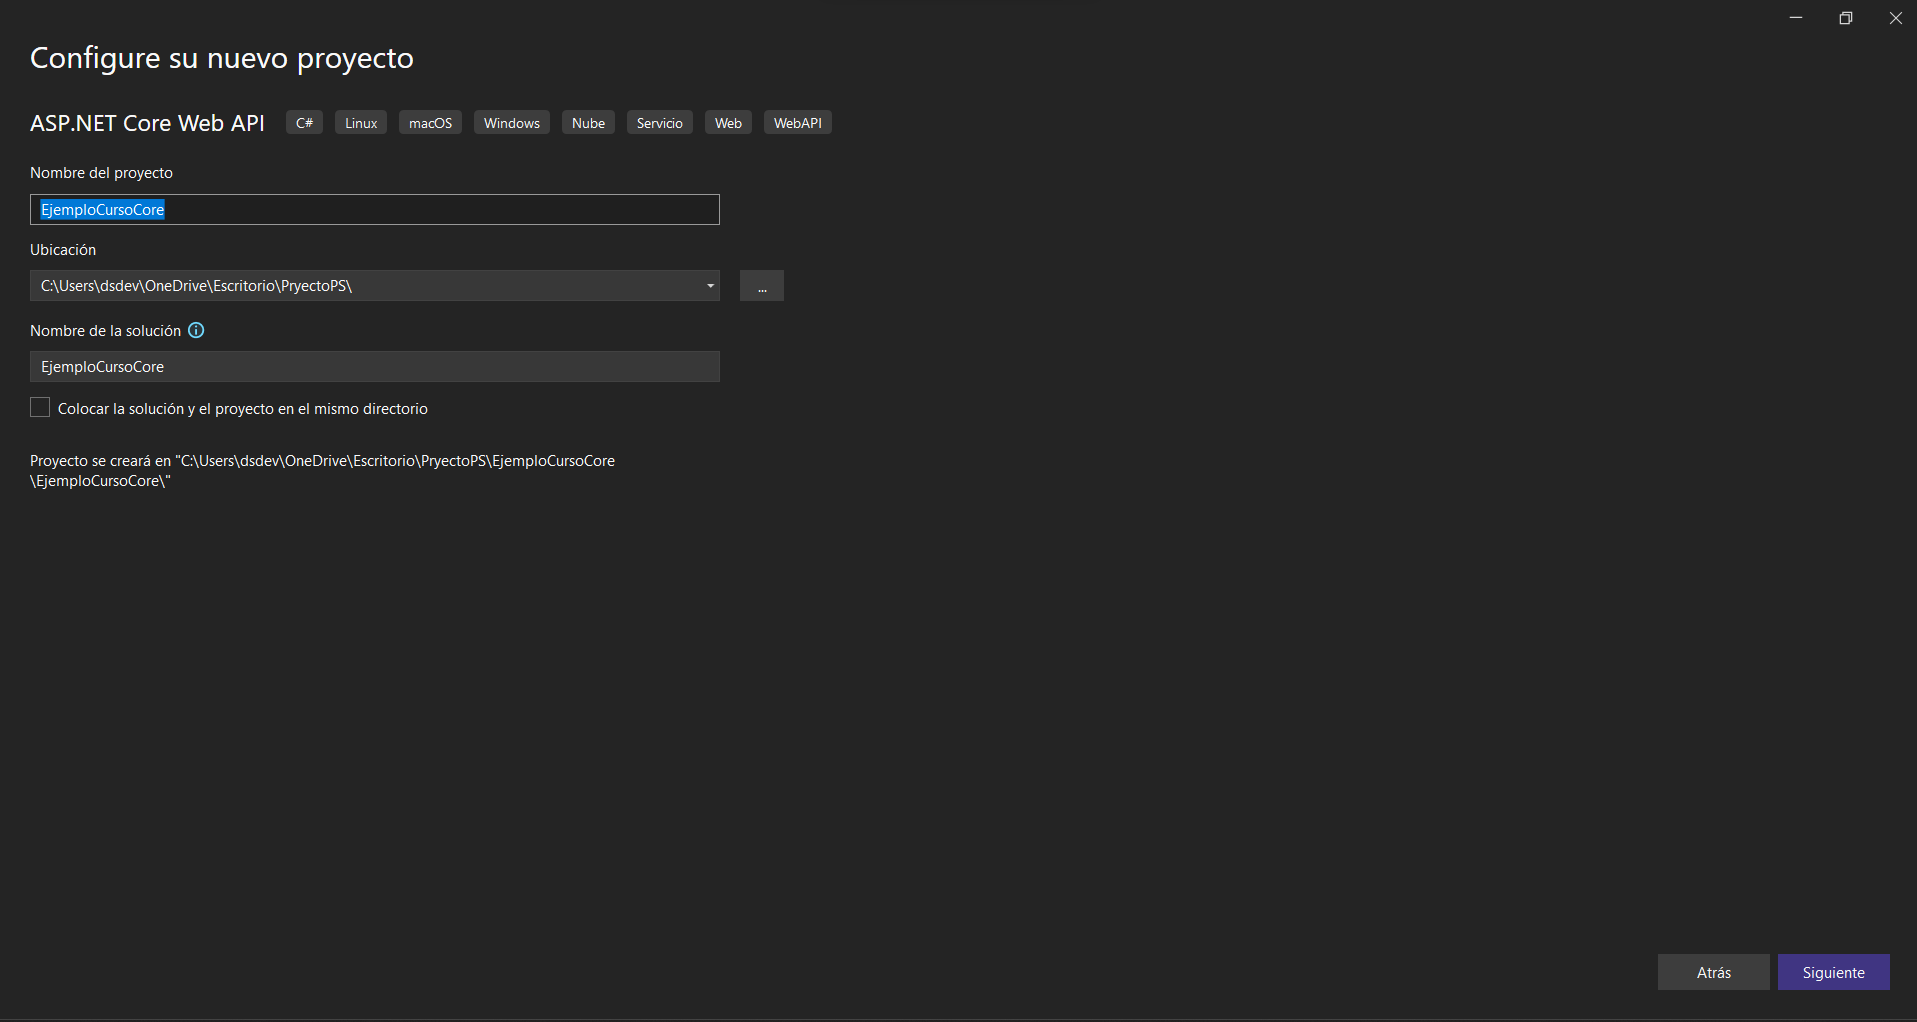 Configure su nuevo proyecto
ASP.NET Core Web API C# Linux macOS Windows Nube Servicio Web WebAPI
Nombre del proyecto
EjemploCursoCore
Ubicación
C:\Users\dsdev\OneDrive\Escritorio\PryectoPS\ ...
Nombre de la solución
EjemploCursoCore
Colocar la solución y el proyecto en el mismo directorio
Proyecto se creará en "C:\Users\dsdev\OneDrive\Escritorio\PryectoPS\EjemploCursoCore
\EjemploCursoCore\"
Atrás Siguiente